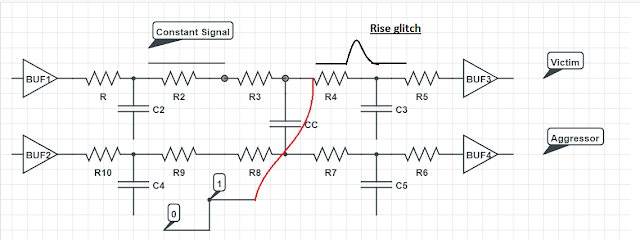 Constant Signal
Rise glitch
BUF1
R
R2
R3
R4
R5
BUF3
Victim
C2
CC
C3
Aggressor
BUF2
R10
R9
R8
R7
R6
BUF4
C4
C5
1
0